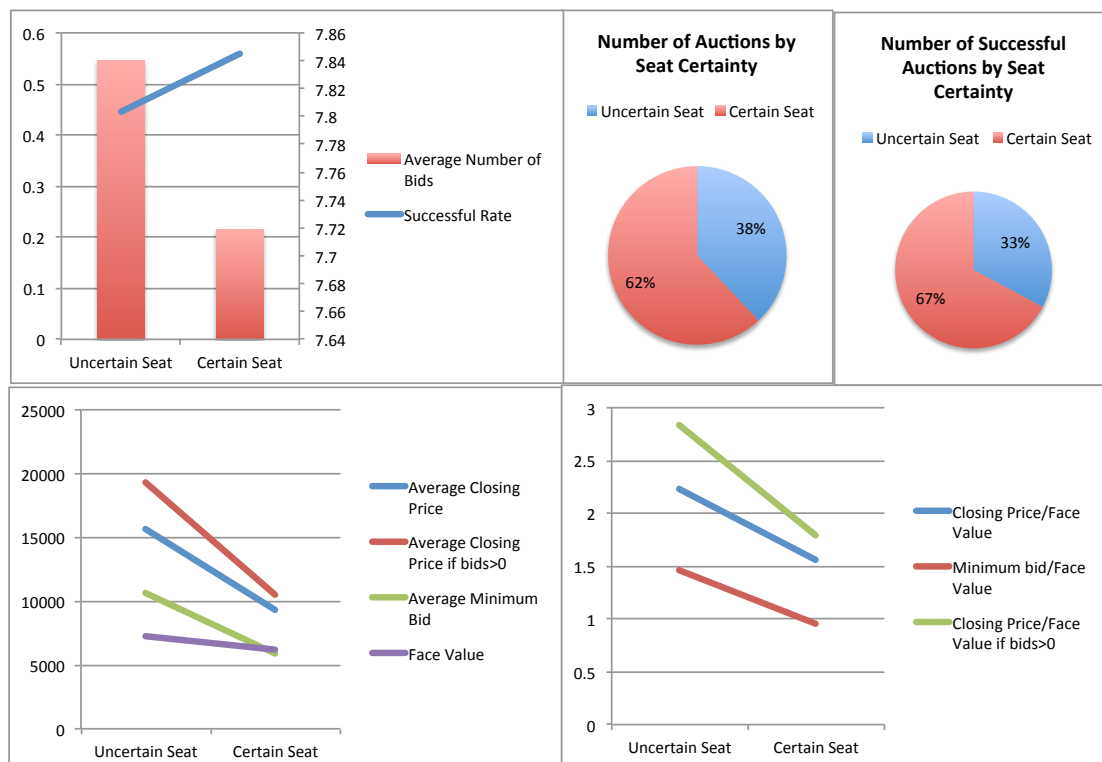 0.6
0.5
0.4
0.3
0.2
0.1
0
7.86
7.84
7.82
7.8
7.78
7.76
7.74
7.72
7.7
7.68
7.66
7.64
Uncertain Seat Certain Seat
Average Number of
Bids
Successful Rate
Number of Auctions by
Seat Certainty
Uncertain Seat Certain Seat
38%
62%
Number of Successful
Auctions by Seat
Certainty
Uncertain Seat Certain Seat
33%
67%
25000
20000
15000
10000
5000
0
Uncertain Seat Certain Seat
Average Closing
Price
Average Closing
Price if bids>0
Average Minimum
Bid
Face Value
3
2.5
2
1.5
1
0.5
0
Uncertain Seat Certain Seat
Closing Price/Face
Value
Minimum bid/Face
Value
Closing Price/Face
Value if bids>0